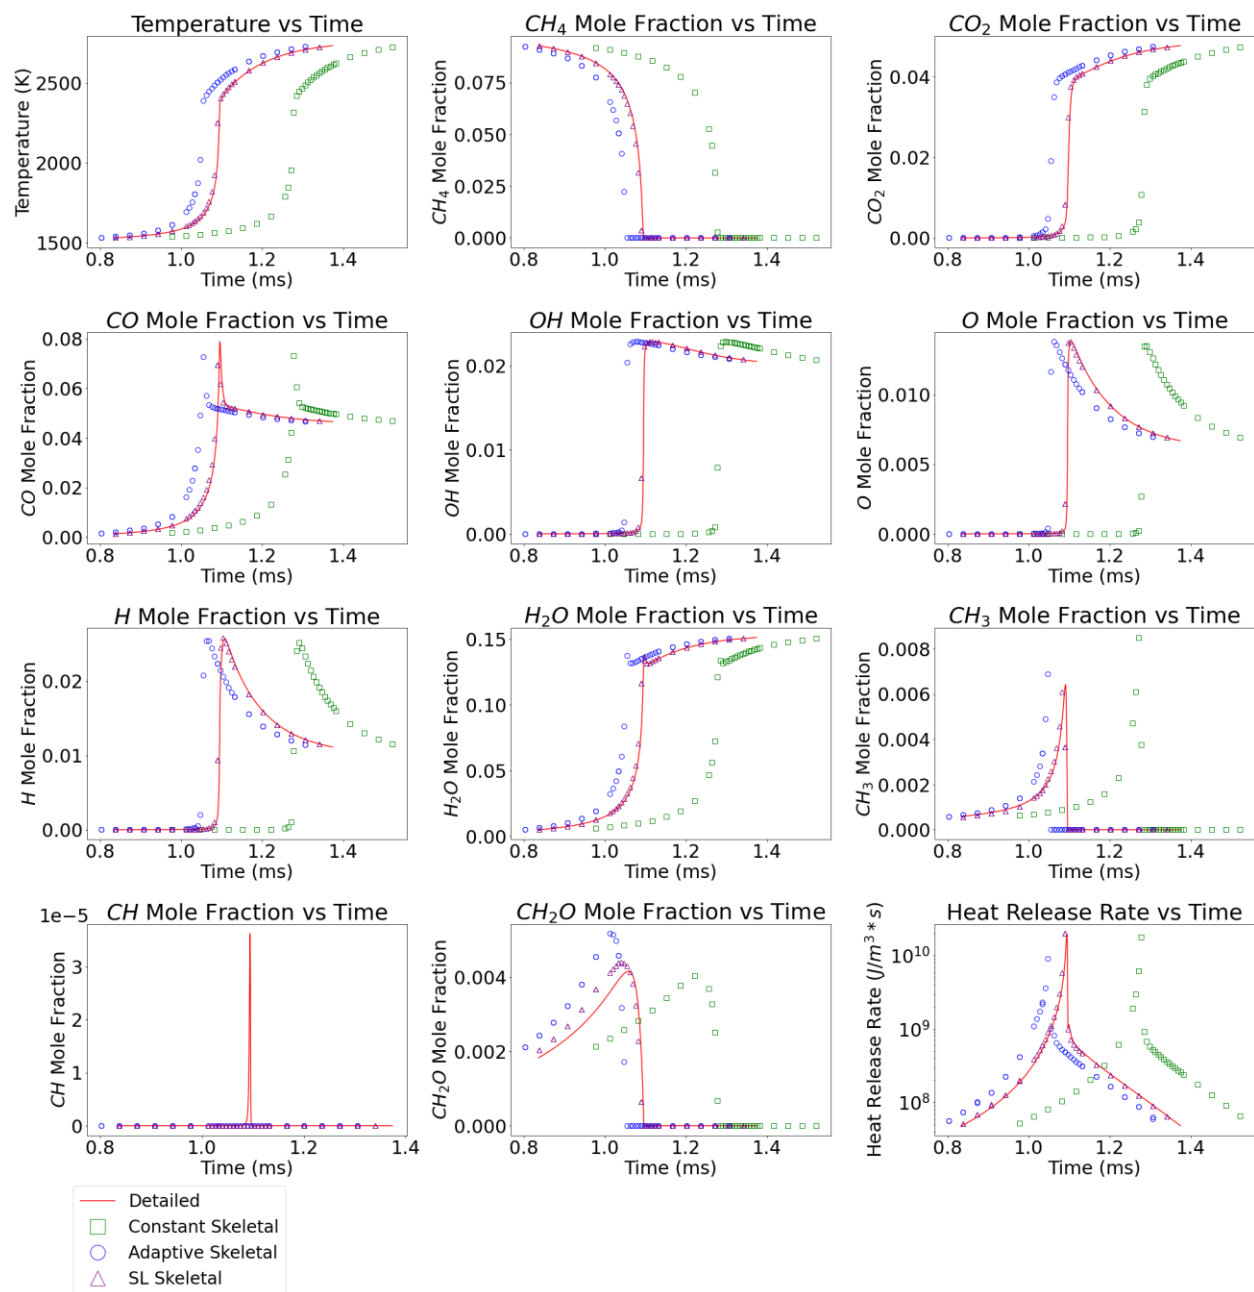 Temperature vs Time
CH₄ Mole Fraction vs Time
CO₂ Mole Fraction vs Time
Temperature (K)
2500
2000
1500
0.8 1.0 1.2 1.4
Time (ms)
CH₄ Mole Fraction
0.075
0.050
0.025
0.000
0.8 1.0 1.2 1.4
Time (ms)
CO₂ Mole Fraction
0.04
0.02
0.00
0.8 1.0 1.2 1.4
Time (ms)
CO Mole Fraction vs Time
OH Mole Fraction vs Time
O Mole Fraction vs Time
CO Mole Fraction
0.08
0.06
0.04
0.02
0.00
0.8 1.0 1.2 1.4
Time (ms)
OH Mole Fraction
0.02
0.01
0.00
0.8 1.0 1.2 1.4
Time (ms)
O Mole Fraction
0.010
0.005
0.000
0.8 1.0 1.2 1.4
Time (ms)
H Mole Fraction vs Time
H₂O Mole Fraction vs Time
CH₃ Mole Fraction vs Time
H Mole Fraction
0.02
0.01
0.00
0.8 1.0 1.2 1.4
Time (ms)
H₂O Mole Fraction
0.15
0.10
0.05
0.00
0.8 1.0 1.2 1.4
Time (ms)
CH₃ Mole Fraction
0.008
0.006
0.004
0.002
0.000
0.8 1.0 1.2 1.4
Time (ms)
CH Mole Fraction vs Time
CH₂O Mole Fraction vs Time
Heat Release Rate vs Time
CH Mole Fraction
1e−5
3
2
1
0
0.8 1.0 1.2 1.4
Time (ms)
CH₂O Mole Fraction
0.004
0.002
0.000
0.8 1.0 1.2 1.4
Time (ms)
Heat Release Rate (J/m³ * s)
10¹⁰
10⁹
10⁸
0.8 1.0 1.2 1.4
Time (ms)
Detailed
Constant Skeletal
Adaptive Skeletal
SL Skeletal